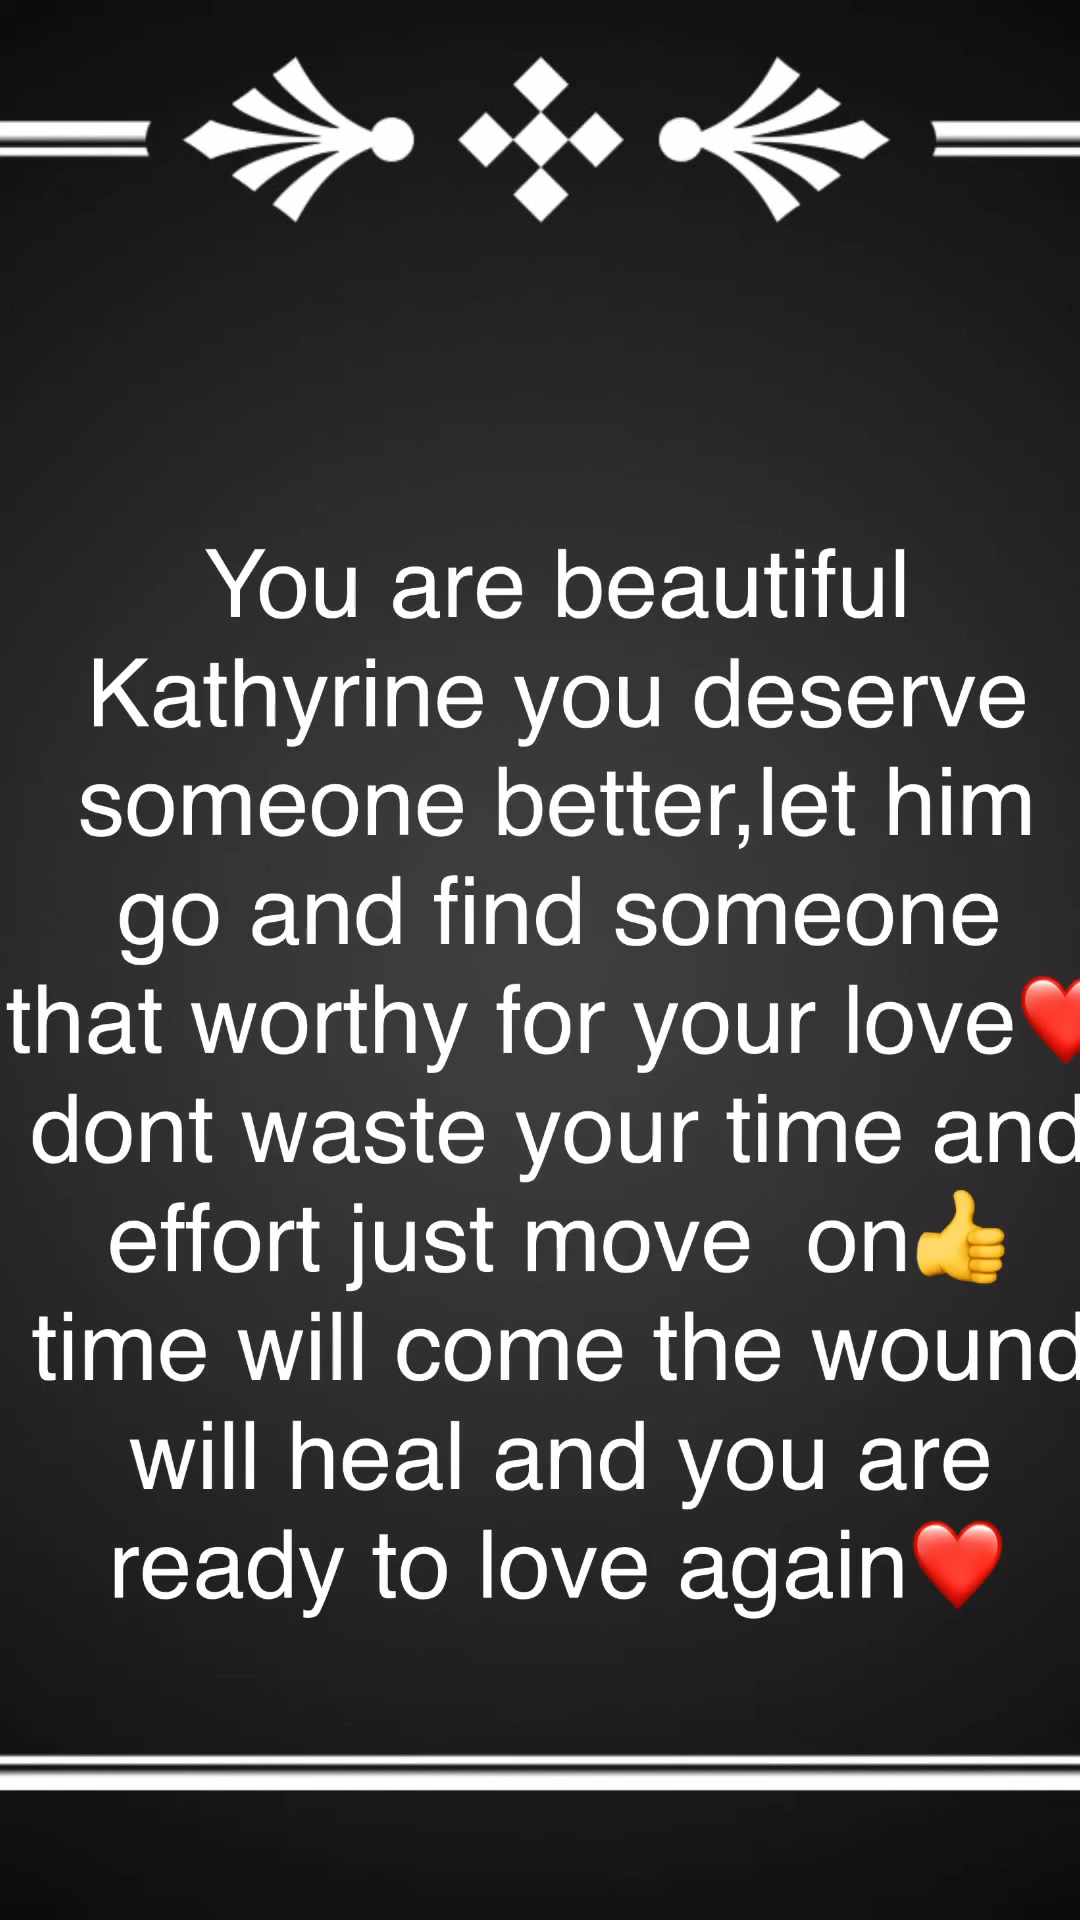 You are beautiful
Kathyrine you deserve
someone better,let him
go and find someone
that worthy for your love❤️
dont waste your time and
effort just move  on👍
time will come the wound
will heal and you are
ready to love again❤️